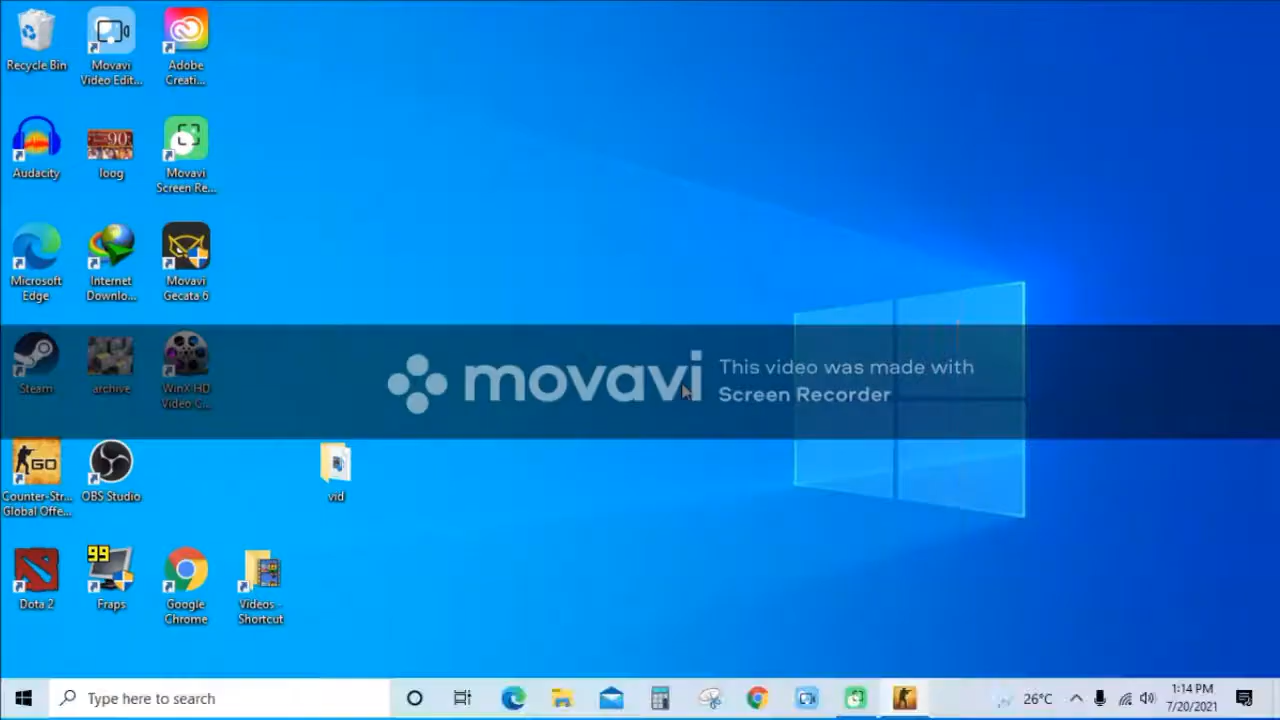 Recycle Bin
Movavi
Video Edit...
Adobe
Creati...
Audacity
90
loog
Movavi
Screen Re...
Microsoft
Edge
Internet
Downlo...
Movavi
Gecata 6
Steam
archive
WinX HD
Video C...
movavi
This video was made with
Screen Recorder
GO
Counter-Str...
Global Offe...
OBS Studio
vid
Dota 2
99
Fraps
Google
Chrome
Videos -
Shortcut
Type here to search
26°C
1:14 PM
7/20/2021